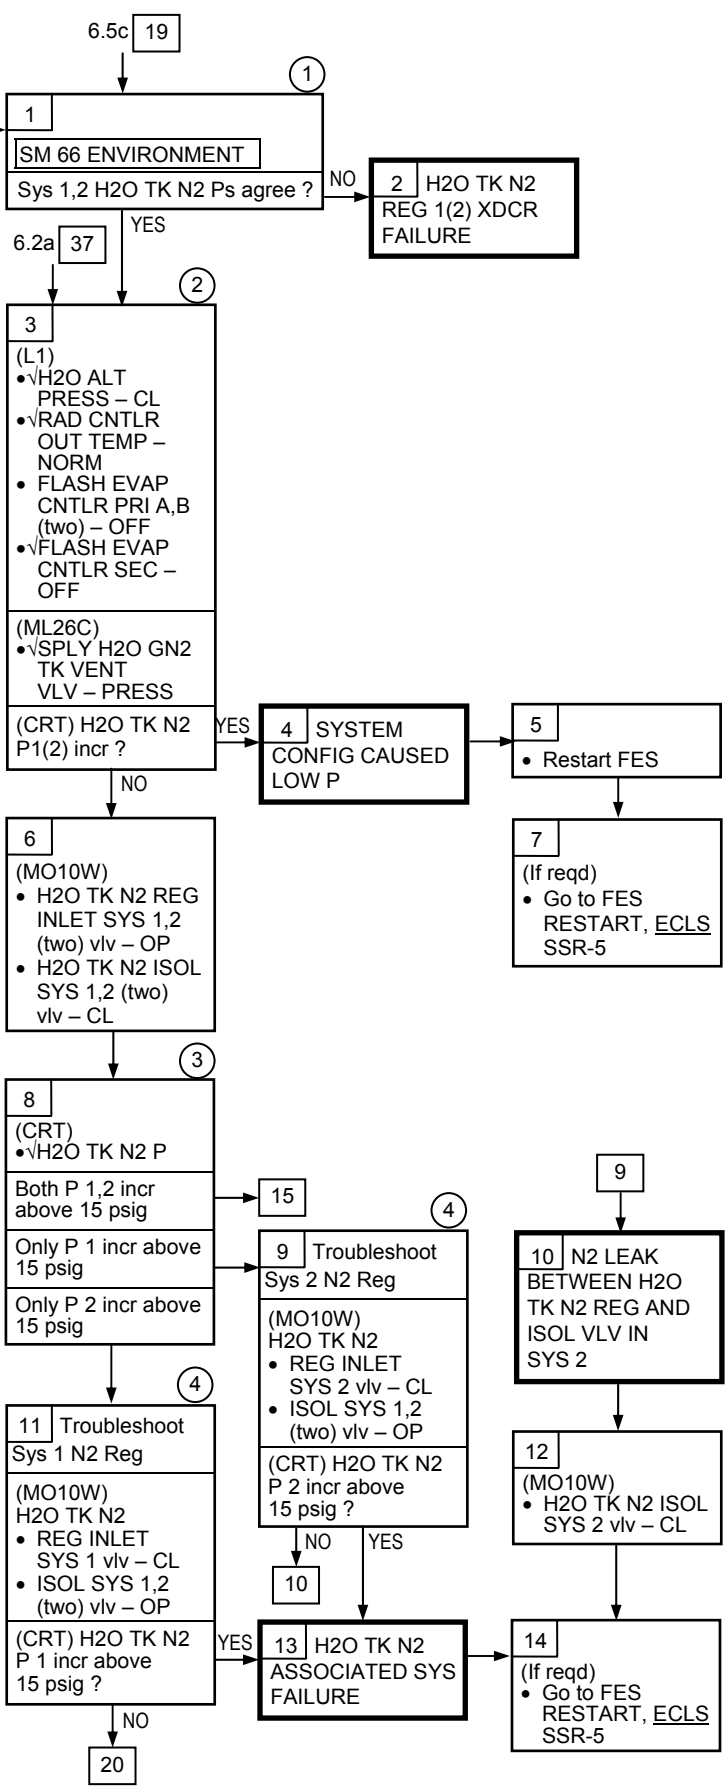 6.5c 19
1
1
SM 66 ENVIRONMENT
Sys 1,2 H2O TK N2 Ps agree ?
NO
2 H2O TK N2
REG 1(2) XDCR
FAILURE
YES
6.2a 37
2
3
(L1)
•√H2O ALT
PRESS – CL
•√RAD CNTLR
OUT TEMP –
NORM
• FLASH EVAP
CNTLR PRI A,B
(two) – OFF
•√FLASH EVAP
CNTLR SEC –
OFF
(ML26C)
•√SPLY H2O GN2
TK VENT
VLV – PRESS
(CRT) H2O TK N2
P1(2) incr ?
YES
4 SYSTEM
CONFIG CAUSED
LOW P
5
• Restart FES
NO
7
(If reqd)
• Go to FES
RESTART, ECLS
SSR-5
6
(MO10W)
• H2O TK N2 REG
INLET SYS 1,2
(two) vlv – OP
• H2O TK N2 ISOL
SYS 1,2 (two)
vlv – CL
3
8
(CRT)
•√H2O TK N2 P
Both P 1,2 incr
above 15 psig
15
Only P 1 incr above
15 psig
Only P 2 incr above
15 psig
4
9 Troubleshoot
Sys 2 N2 Reg
(MO10W)
H2O TK N2
• REG INLET
SYS 2 vlv – CL
• ISOL SYS 1,2
(two) vlv – OP
(CRT) H2O TK N2
P 2 incr above
15 psig ?
NO
YES
10
9
10 N2 LEAK
BETWEEN H2O
TK N2 REG AND
ISOL VLV IN
SYS 2
12
(MO10W)
• H2O TK N2 ISOL
SYS 2 vlv – CL
4
11 Troubleshoot
Sys 1 N2 Reg
(MO10W)
H2O TK N2
• REG INLET
SYS 1 vlv – CL
• ISOL SYS 1,2
(two) vlv – OP
(CRT) H2O TK N2
P 1 incr above
15 psig ?
YES
13 H2O TK N2
ASSOCIATED SYS
FAILURE
14
(If reqd)
• Go to FES
RESTART, ECLS
SSR-5
NO
20